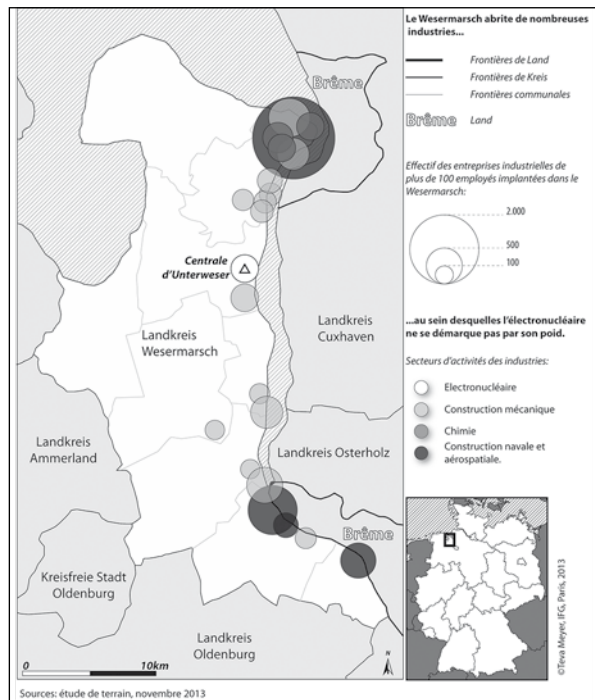 Le Wesermarsch abrite de nombreuses
industries...
Frontières de Land
Frontières de Kreis
Frontières communales
Brême
Land
Effectif des entreprises industrielles de
plus de 100 employés implantées dans le
Wesermarsch:
2.000
500
100
...au sein desquelles l'électronucléaire
ne se démarque pas par son poid.
Secteurs d'activités des industries:
Electronucléaire
Construction mécanique
Chimie
Construction navale et
aérospatiale.
Brême
Centrale
d'Unterweser
Landkreis
Wesermarsch
Landkreis
Cuxhaven
Landkreis
Ammerland
Landkreis Osterholz
Brême
Kreisfreie Stadt
Oldenburg
Landkreis
Oldenburg
0 10km
N
©Teva Meyer, IFG, Paris, 2013
Sources: étude de terrain, novembre 2013